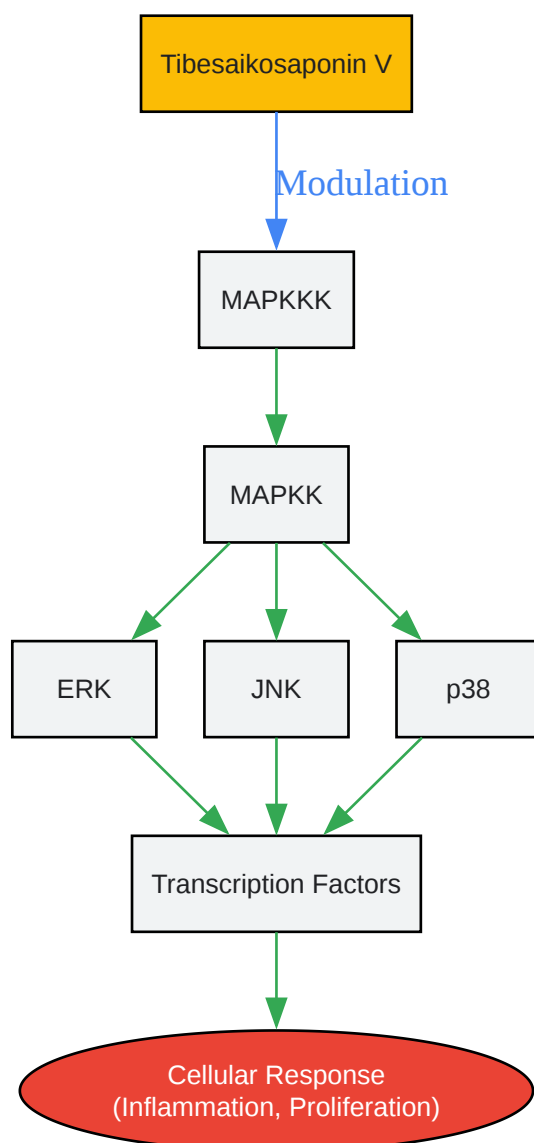 Tibesaikosaponin V
Modulation
MAPKKK
MAPKK
ERK
JNK
p38
Transcription Factors
Cellular Response
(Inflammation, Proliferation)